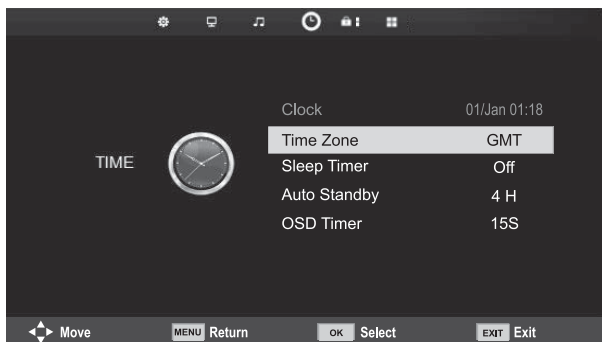 Clock 01/Jan 01:18
Time Zone GMT
TIME
Sleep Timer Off
Auto Standby 4 H
OSD Timer 15S
Move MENU Return OK Select EXIT Exit